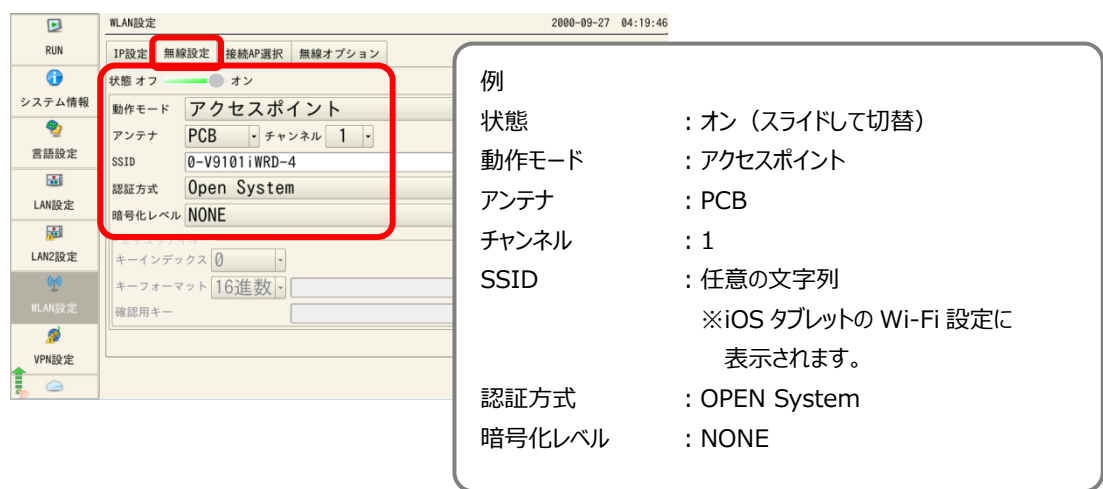 WLAN設定 2000-09-27 04:19:46
RUN
システム情報
言語設定
LAN設定
LAN2設定
WLAN設定
VPN設定
IP設定 無線設定 接続AP選択 無線オプション
状態 オフ オン
動作モード アクセスポイント
アンテナ PCB チャンネル 1
SSID 0-V9101iWRD-4
認証方式 Open System
暗号化レベル NONE
キーインデックス 0
キーフォーマット 16進数
確認用キー
例
状態 :オン(スライドして切替)
動作モード :アクセスポイント
アンテナ :PCB
チャンネル :1
SSID :任意の文字列
※iOS タブレットの Wi-Fi 設定に
表示されます。
認証方式 :OPEN System
暗号化レベル :NONE